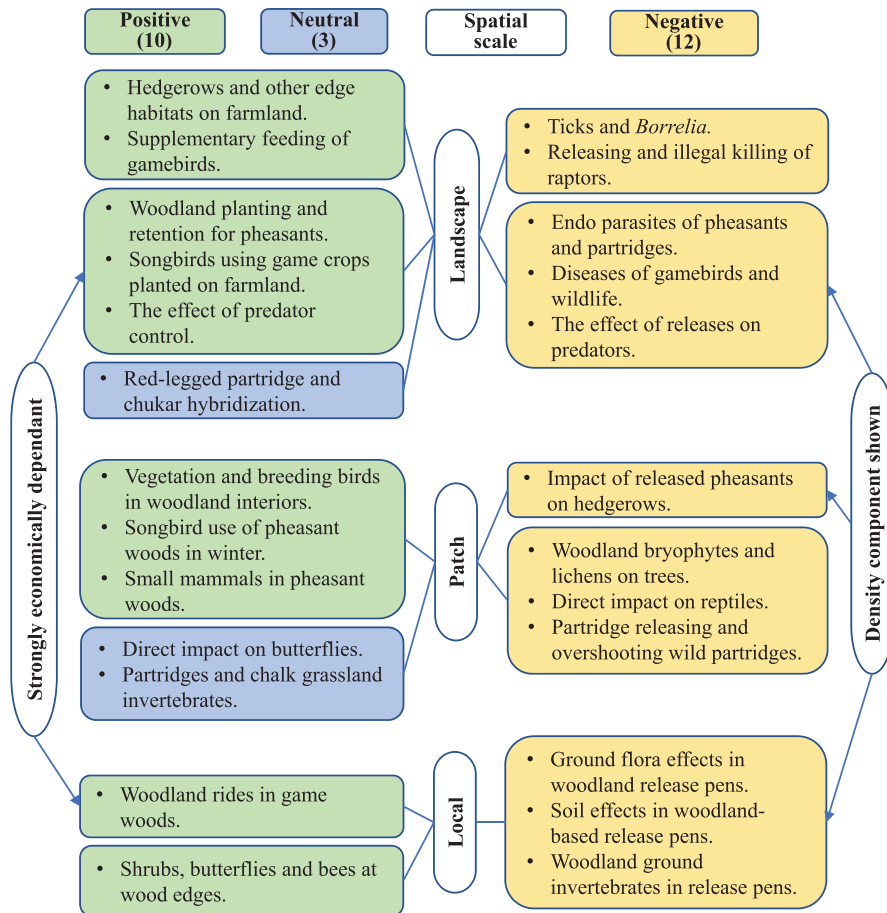 Positive
(10)
Neutral
(3)
Spatial
scale
Negative
(12)
• Hedgerows and other edge
habitats on farmland.
• Supplementary feeding of
gamebirds.
• Woodland planting and
retention for pheasants.
• Songbirds using game crops
planted on farmland.
• The effect of predator
control.
• Red-legged partridge and
chukar hybridization.
Landscape
• Ticks and Borrelia.
• Releasing and illegal killing of
raptors.
• Endo parasites of pheasants
and partridges.
• Diseases of gamebirds and
wildlife.
• The effect of releases on
predators.
Strongly economically dependant
• Vegetation and breeding birds
in woodland interiors.
• Songbird use of pheasant
woods in winter.
• Small mammals in pheasant
woods.
• Direct impact on butterflies.
• Partridges and chalk grassland
invertebrates.
Patch
• Impact of released pheasants
on hedgerows.
• Woodland bryophytes and
lichens on trees.
• Direct impact on reptiles.
• Partridge releasing and
overshooting wild partridges.
Density component shown
• Woodland rides in game
woods.
• Shrubs, butterflies and bees at
wood edges.
Local
• Ground flora effects in
woodland release pens.
• Soil effects in woodland-
based release pens.
• Woodland ground
invertebrates in release pens.